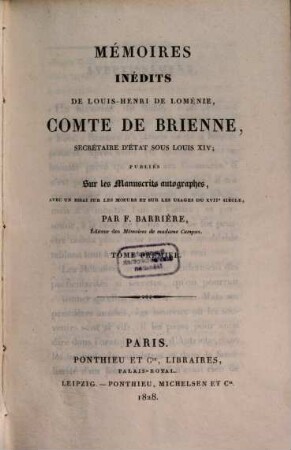 MÉMOIRES
INÉDITS
DE LOUIS-HENRI DE LOMÉNIE,
COMTE DE BRIENNE,
SECRÉTAIRE D'ÉTAT SOUS LOUIS XIV;
PUBLIÉS
Sur les Manuscrits autographes,
AVEC UN ESSAI SUR LES MOEURS ET SUR LES USAGES DU XVIIe SIÈCLE,
PAR F. BARRIÈRE,
Éditeur des Mémoires de madame Campan.
TOME PREMIER.
PARIS.
PONTHIEU ET Cie, LIBRAIRES,
PALAIS-ROYAL.
LEIPZIG. — PONTHIEU, MICHELSEN ET Cie.
1828.